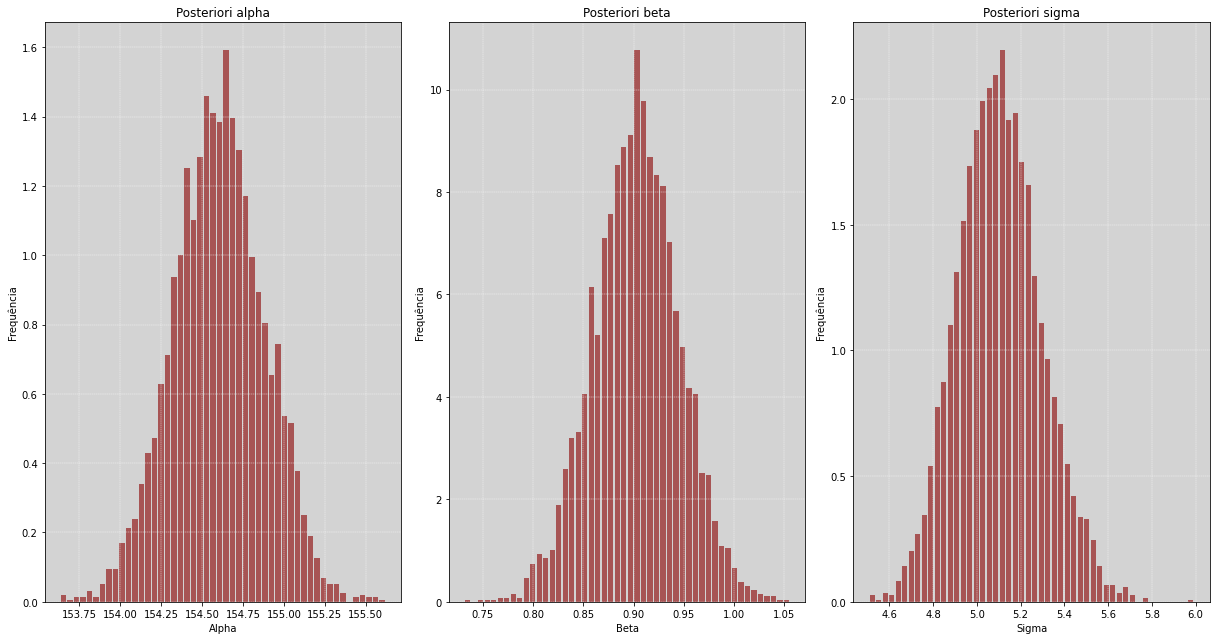 Posteriori alpha
1.6
1.4
1.2
1.0
0.8
0.6
0.4
0.2
0.0
Frequência
153.75 154.00 154.25 154.50 154.75 155.00 155.25 155.50
Alpha
Posteriori beta
10
8
6
4
2
0
Frequência
0.75 0.80 0.85 0.90 0.95 1.00 1.05
Beta
Posteriori sigma
2.0
1.5
1.0
0.5
0.0
Frequência
4.6 4.8 5.0 5.2 5.4 5.6 5.8 6.0
Sigma